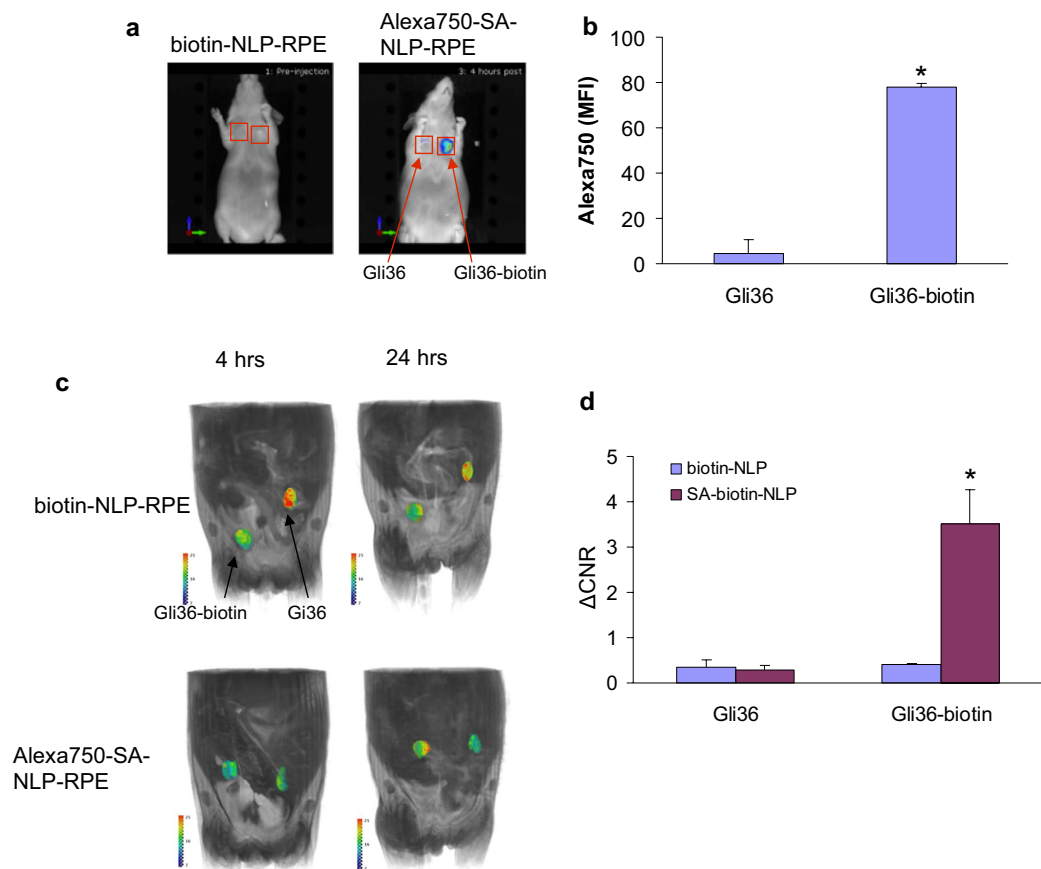 a
biotin-NLP-RPE
Alexa750-SA-
NLP-RPE
1: Pre-injection
3: 4 hours post
Gli36
Gli36-biotin
b
Alexa750 (MFI)
100
80
60
40
20
0
*
Gli36
Gli36-biotin
c
4 hrs
24 hrs
biotin-NLP-RPE
Gli36-biotin
Gi36
Alexa750-SA-
NLP-RPE
25
16
7
d
ΔCNR
5
4
3
2
1
0
biotin-NLP
SA-biotin-NLP
*
Gli36
Gli36-biotin